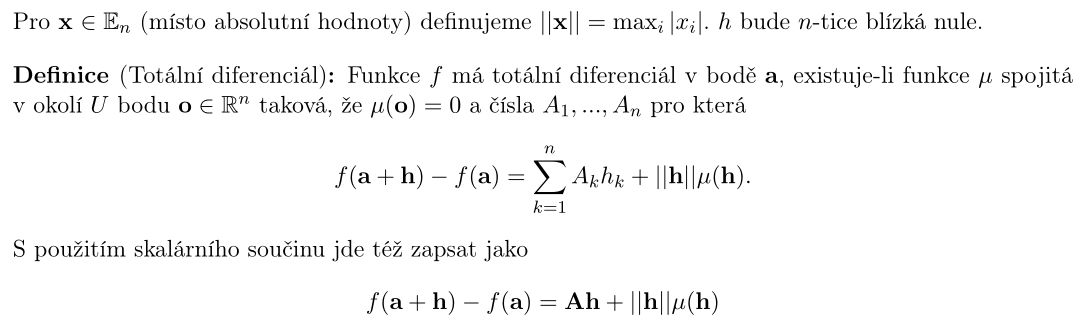 Pro x ∈ 𝔼ₙ (místo absolutní hodnoty) definujeme ||x|| = maxᵢ |xᵢ|. h bude n-tice blízká nule.
Definice (Totální diferenciál): Funkce f má totální diferenciál v bodě a, existuje-li funkce μ spojitá
v okolí U bodu o ∈ ℝⁿ taková, že μ(o) = 0 a čísla A₁, ..., Aₙ pro která
f(a + h) − f(a) = ∑_{k=1}^{n} Aₖhₖ + ||h||μ(h).
S použitím skalárního součinu jde též zapsat jako
f(a + h) − f(a) = Ah + ||h||μ(h)